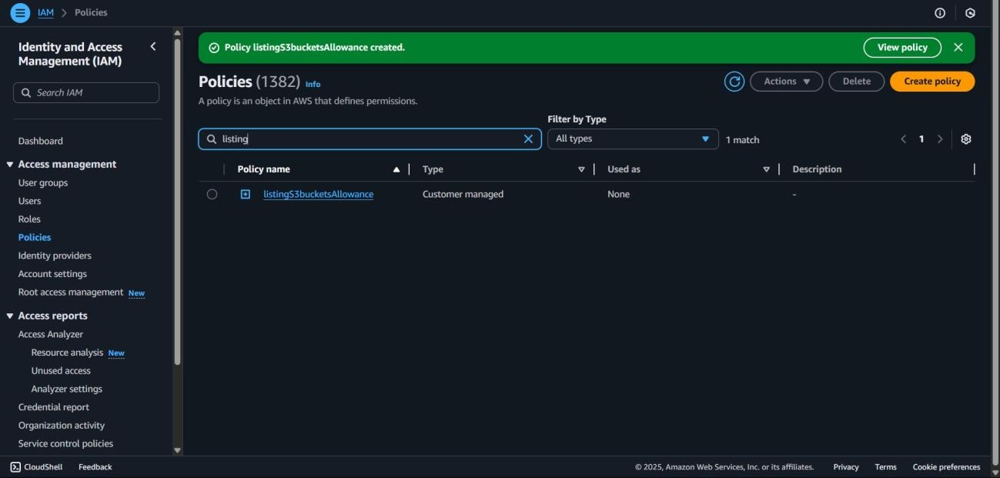 IAM > Policies
Identity and Access
Management (IAM)
Search IAM
Dashboard
Access management
User groups
Users
Roles
Policies
Identity providers
Account settings
Root access management New
Access reports
Access Analyzer
Resource analysis New
Unused access
Analyzer settings
Credential report
Organization activity
Service control policies
Policy listingS3bucketsAllowance created.
View policy
Policies (1382) Info
Actions
Delete
Create policy
A policy is an object in AWS that defines permissions.
Filter by Type
listing
All types
1 match
1
Policy name Type Used as Description
listingS3bucketsAllowance Customer managed None -
CloudShell Feedback © 2025, Amazon Web Services, Inc. or its affiliates. Privacy Terms Cookie preferences